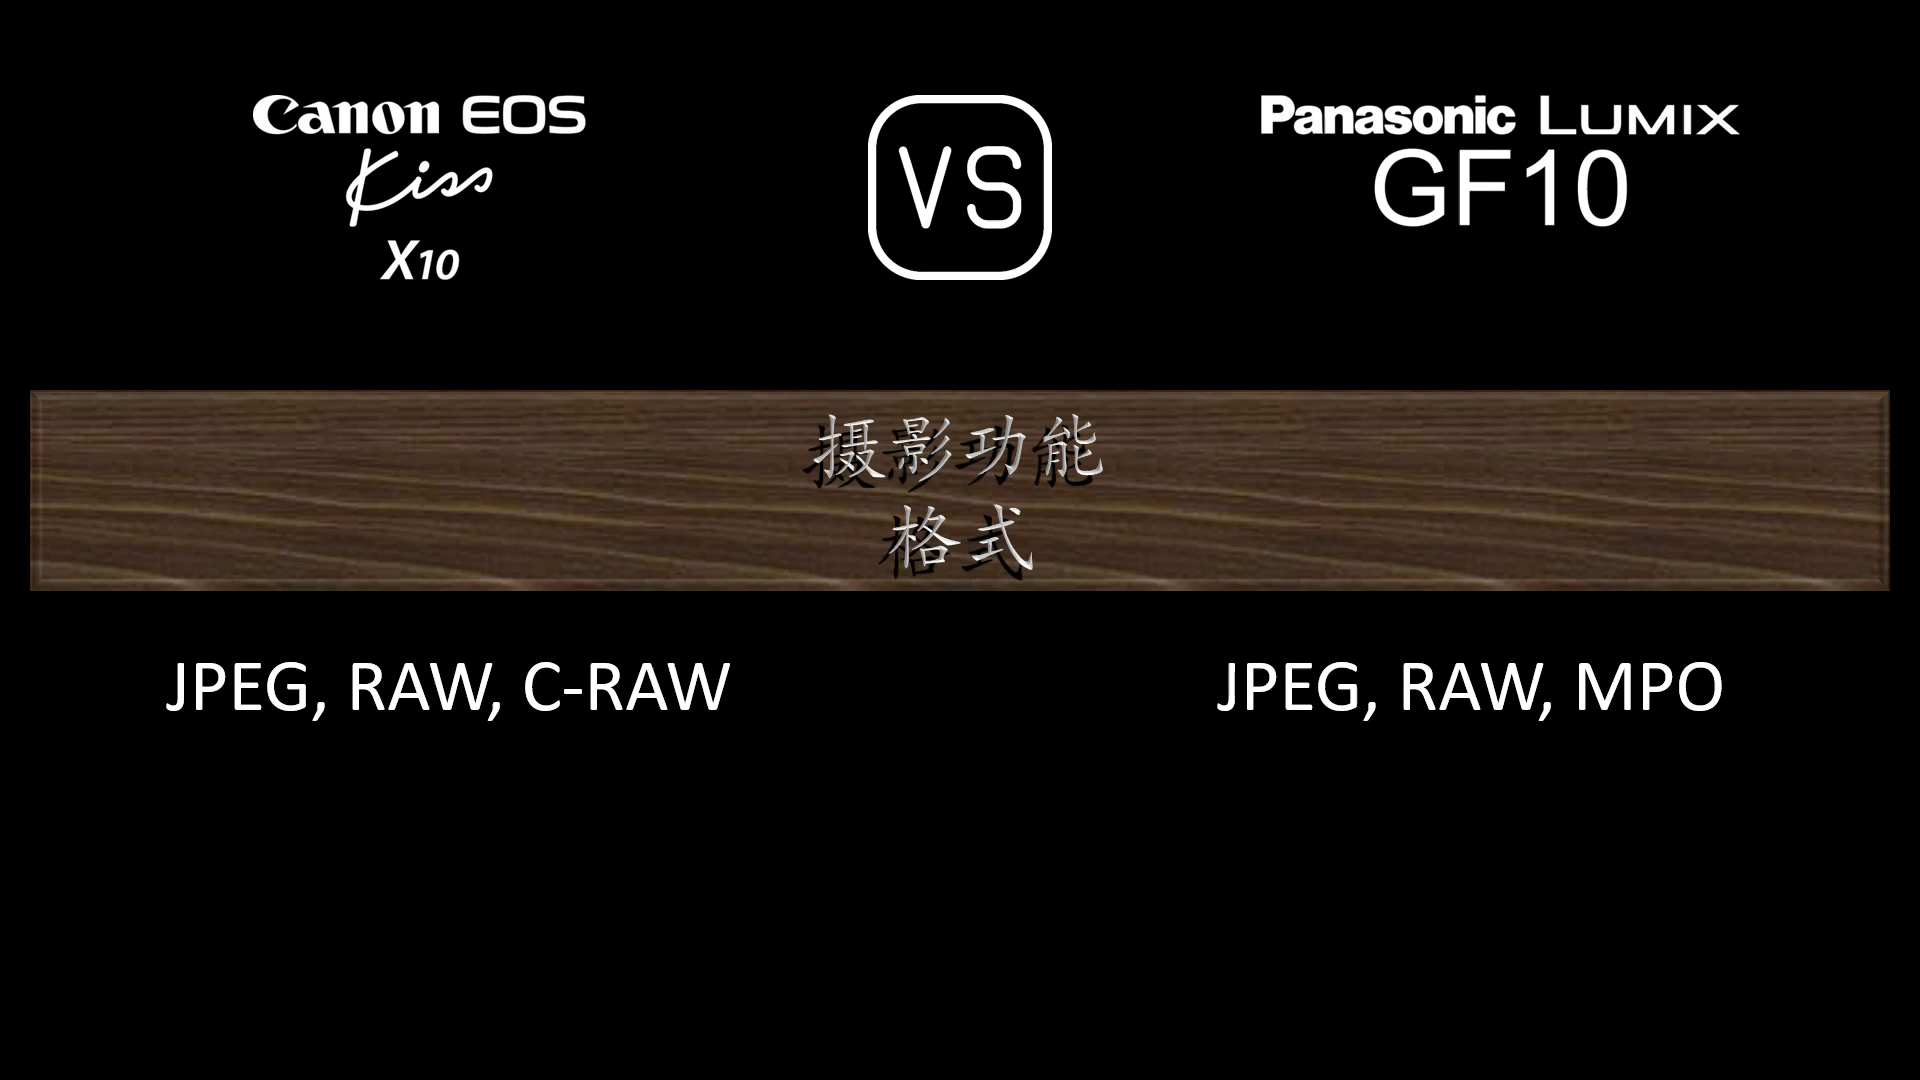 Canon EOS
Kiss
X10
VS
Panasonic LUMIX
GF10
摄影功能
格式
JPEG, RAW, C-RAW
JPEG, RAW, MPO